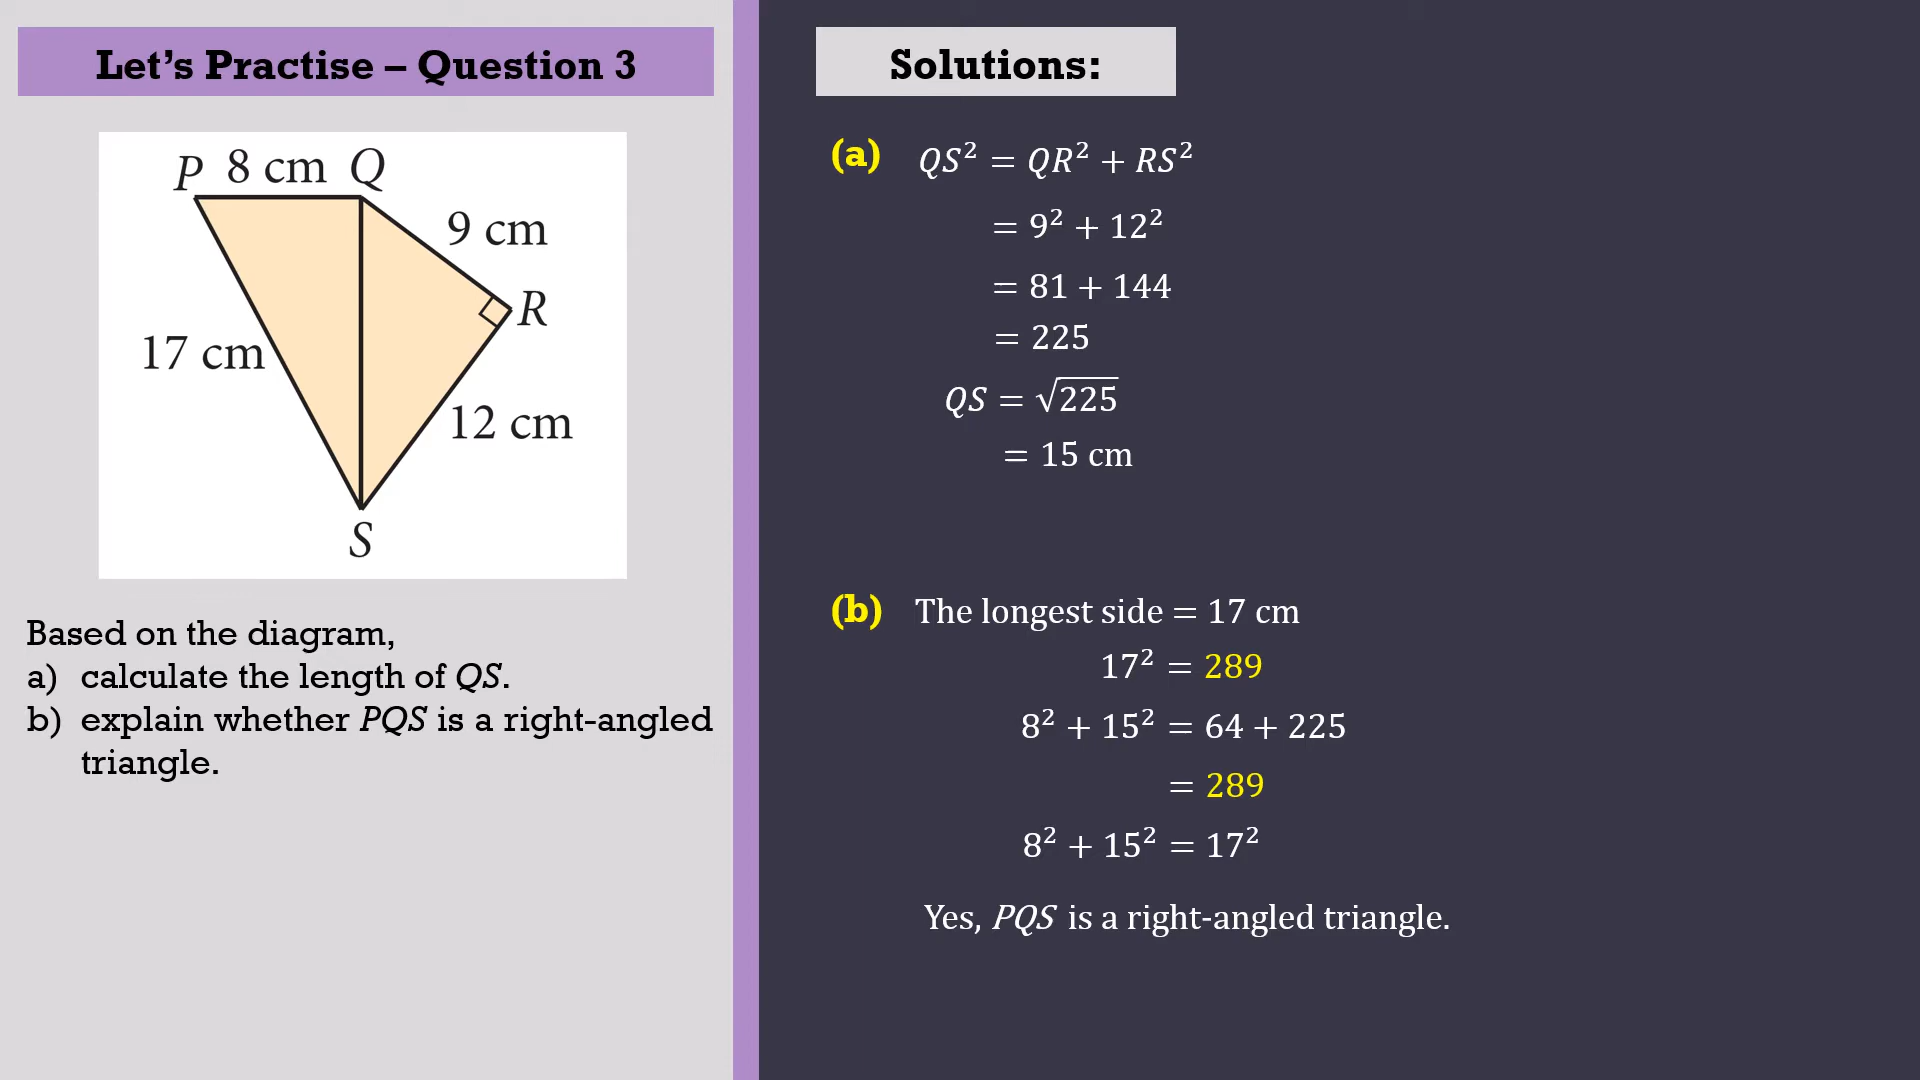 Let's Practise – Question 3
P 8 cm Q
9 cm
R
17 cm
12 cm
S
Based on the diagram,
a) calculate the length of QS.
b) explain whether PQS is a right-angled
triangle.
Solutions:
(a) QS² = QR² + RS²
= 9² + 12²
= 81 + 144
= 225
QS = √225
= 15 cm
(b) The longest side = 17 cm
17² = 289
8² + 15² = 64 + 225
= 289
8² + 15² = 17²
Yes, PQS is a right-angled triangle.